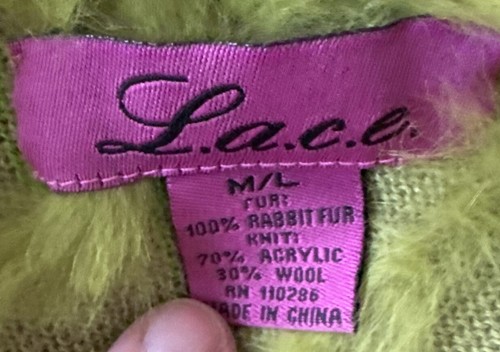 L.a.c.e.
M/L
FUR:
100% RABBIT FUR
KNIT:
70% ACRYLIC
30% WOOL
RN 110286
MADE IN CHINA